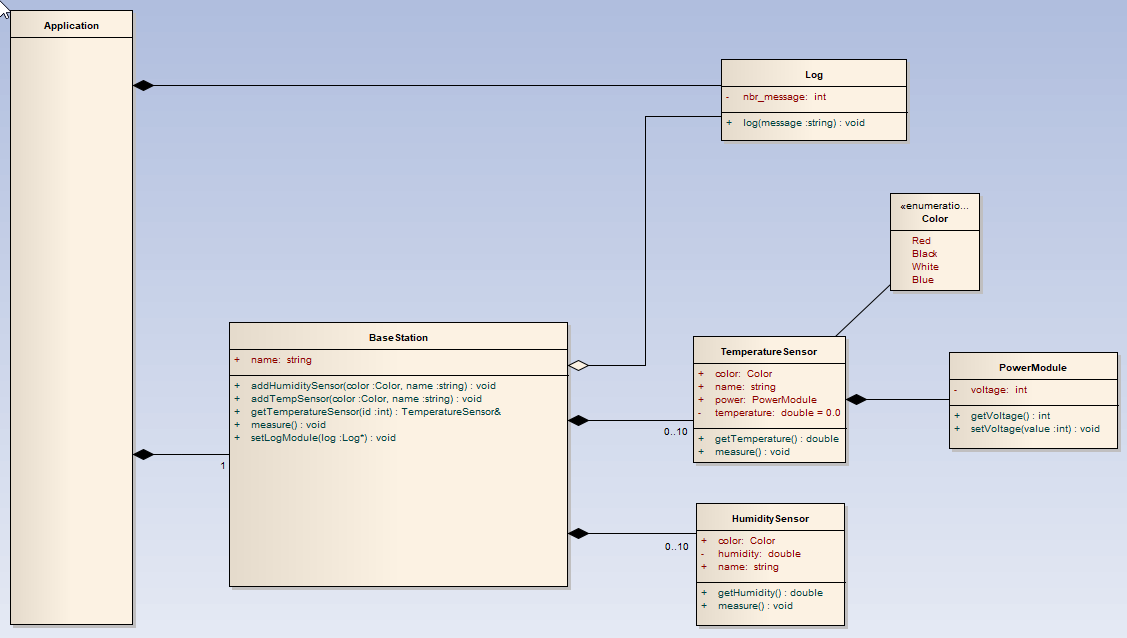 Application
Log
- nbr_message: int
+ log(message :string) : void
«enumeratio...
Color
Red
Black
White
Blue
BaseStation
+ name: string
+ addHumiditySensor(color :Color, name :string) : void
+ addTempSensor(color :Color, name :string) : void
+ getTemperatureSensor(id :int) : TemperatureSensor&
+ measure() : void
+ setLogModule(log :Log*) : void
1
0..10
0..10
TemperatureSensor
+ color: Color
+ name: string
+ power: PowerModule
- temperature: double = 0.0
+ getTemperature() : double
+ measure() : void
PowerModule
- voltage: int
+ getVoltage() : int
+ setVoltage(value :int) : void
HumiditySensor
+ color: Color
- humidity: double
+ name: string
+ getHumidity() : double
+ measure() : void